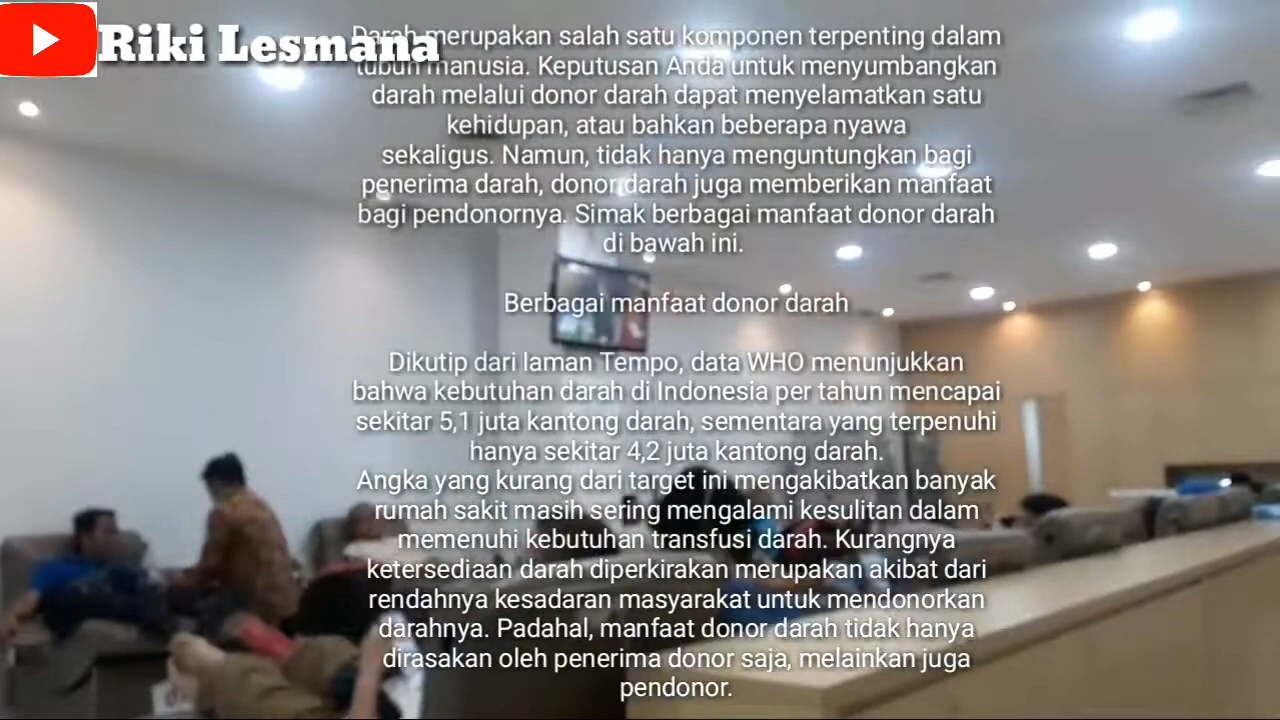 Riki Lesmana
Darah merupakan salah satu komponen terpenting dalam
tubuh manusia. Keputusan Anda untuk menyumbangkan
darah melalui donor darah dapat menyelamatkan satu
kehidupan, atau bahkan beberapa nyawa
sekaligus. Namun, tidak hanya menguntungkan bagi
penerima darah, donor darah juga memberikan manfaat
bagi pendonornya. Simak berbagai manfaat donor darah
di bawah ini.
Berbagai manfaat donor darah
Dikutip dari laman Tempo, data WHO menunjukkan
bahwa kebutuhan darah di Indonesia per tahun mencapai
sekitar 5,1 juta kantong darah, sementara yang terpenuhi
hanya sekitar 4,2 juta kantong darah.
Angka yang kurang dari target ini mengakibatkan banyak
rumah sakit masih sering mengalami kesulitan dalam
memenuhi kebutuhan transfusi darah. Kurangnya
ketersediaan darah diperkirakan merupakan akibat dari
rendahnya kesadaran masyarakat untuk mendonorkan
darahnya. Padahal, manfaat donor darah tidak hanya
dirasakan oleh penerima donor saja, melainkan juga
pendonor.